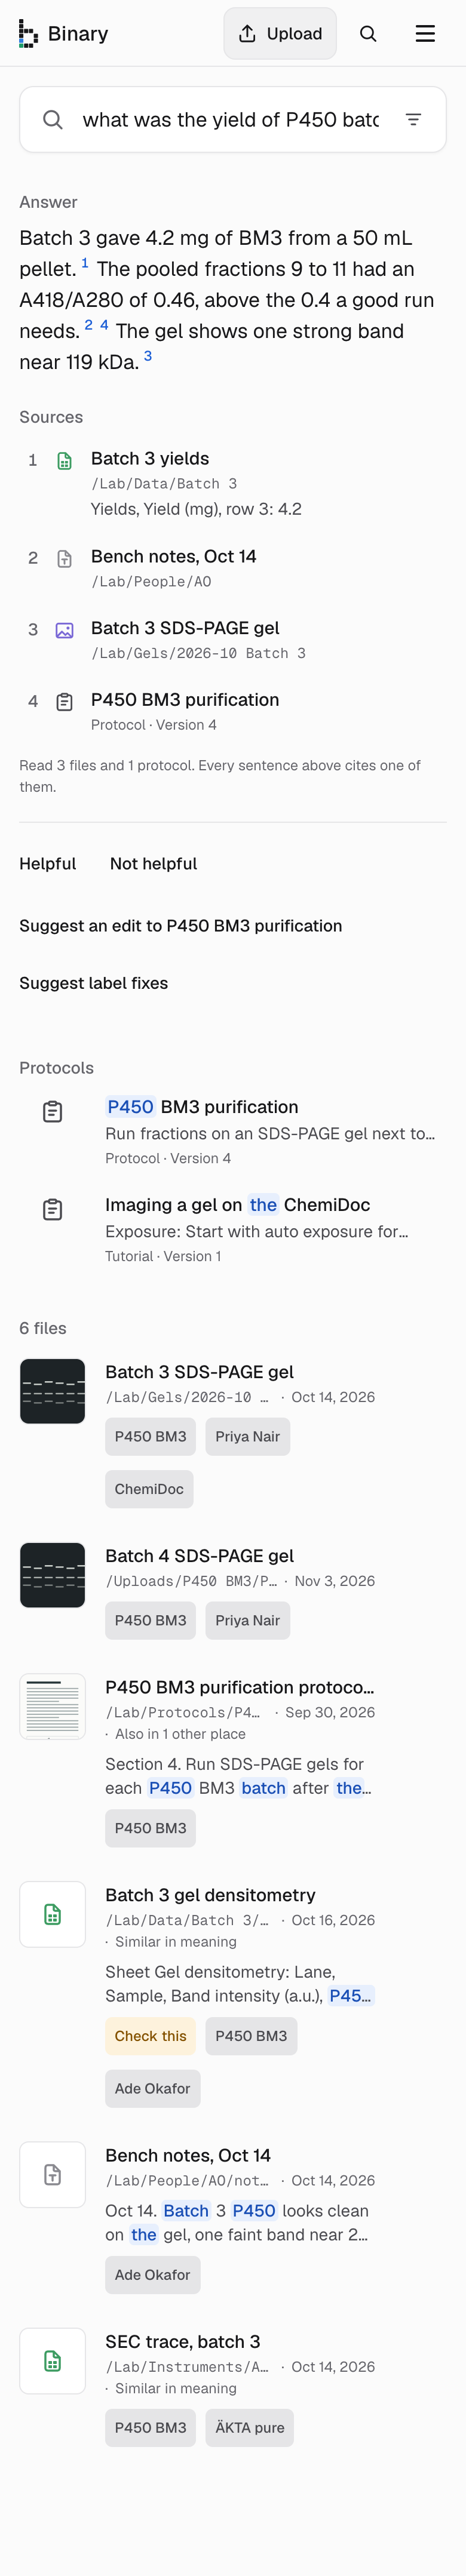 Binary
Upload
what was the yield of P450 batc
Answer
Batch 3 gave 4.2 mg of BM3 from a 50 mL
pellet. 1 The pooled fractions 9 to 11 had an
A418/A280 of 0.46, above the 0.4 a good run
needs. 2 4 The gel shows one strong band
near 119 kDa. 3
Sources
1
Batch 3 yields
/Lab/Data/Batch 3
Yields, Yield (mg), row 3: 4.2
2
Bench notes, Oct 14
/Lab/People/AO
3
Batch 3 SDS-PAGE gel
/Lab/Gels/2026-10 Batch 3
4
P450 BM3 purification
Protocol · Version 4
Read 3 files and 1 protocol. Every sentence above cites one of
them.
Helpful Not helpful
Suggest an edit to P450 BM3 purification
Suggest label fixes
Protocols
P450 BM3 purification
Run fractions on an SDS-PAGE gel next to…
Protocol · Version 4
Imaging a gel on the ChemiDoc
Exposure: Start with auto exposure for…
Tutorial · Version 1
6 files
Batch 3 SDS-PAGE gel
/Lab/Gels/2026-10 … · Oct 14, 2026
P450 BM3 Priya Nair
ChemiDoc
Batch 4 SDS-PAGE gel
/Uploads/P450 BM3/P… · Nov 3, 2026
P450 BM3 Priya Nair
P450 BM3 purification protoco…
/Lab/Protocols/P4… · Sep 30, 2026
· Also in 1 other place
Section 4. Run SDS-PAGE gels for
each P450 BM3 batch after the…
P450 BM3
Batch 3 gel densitometry
/Lab/Data/Batch 3/… · Oct 16, 2026
· Similar in meaning
Sheet Gel densitometry: Lane,
Sample, Band intensity (a.u.), P45…
Check this P450 BM3
Ade Okafor
Bench notes, Oct 14
/Lab/People/AO/not… · Oct 14, 2026
Oct 14. Batch 3 P450 looks clean
on the gel, one faint band near 2…
Ade Okafor
SEC trace, batch 3
/Lab/Instruments/A… · Oct 14, 2026
· Similar in meaning
P450 BM3 ÄKTA pure